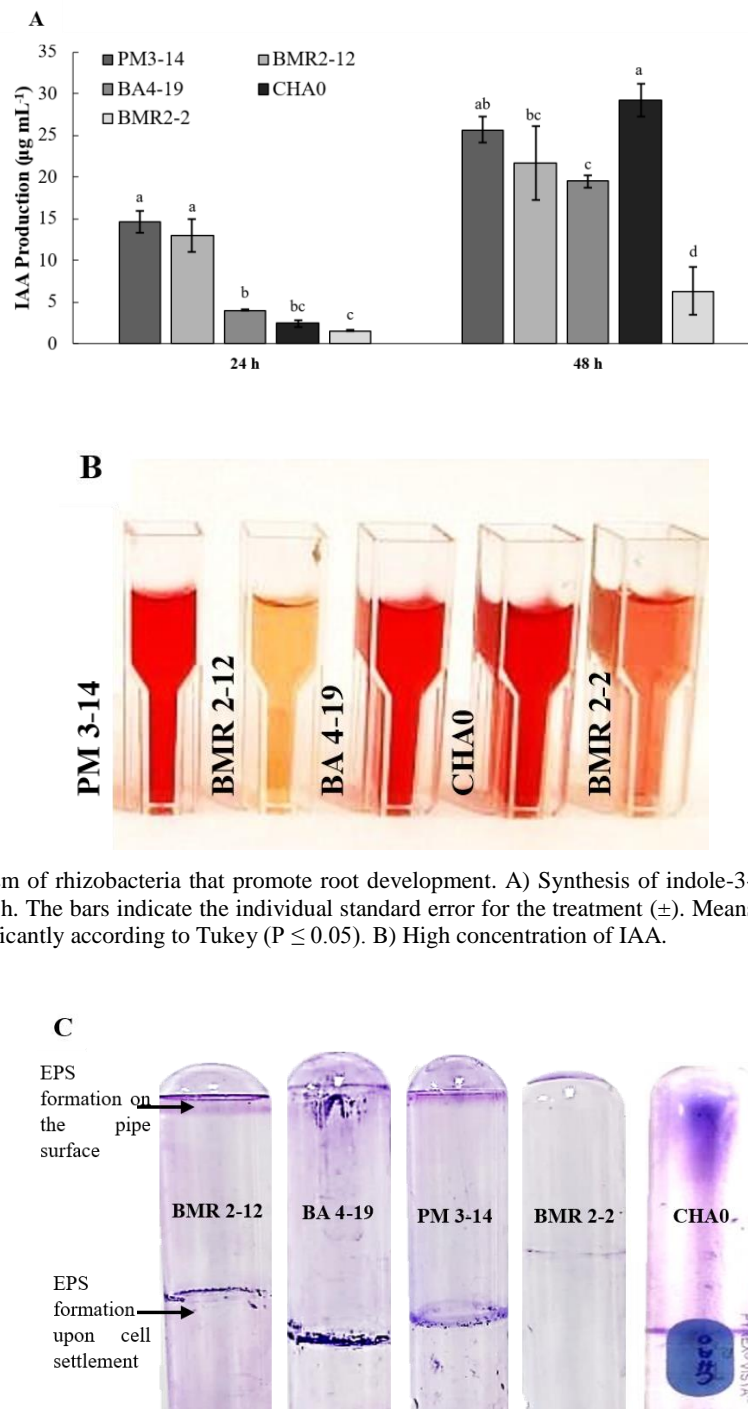 A
35
30
25
20
15
10
5
0
IAA Production (µg mL-1)
PM3-14
BMR2-12
BA4-19
CHA0
BMR2-2
a
a
b
bc
c
ab
bc
c
a
d
24 h
48 h
B
PM 3-14
BMR 2-12
BA 4-19
CHA0
BMR 2-2
sm of rhizobacteria that promote root development. A) Synthesis of indole-3-
h. The bars indicate the individual standard error for the treatment (±). Means
icantly according to Tukey (P ≤ 0.05). B) High concentration of IAA.
C
EPS
formation on
the pipe
surface
EPS
formation
upon cell
settlement
BMR 2-12
BA 4-19
PM 3-14
BMR 2-2
CHA0